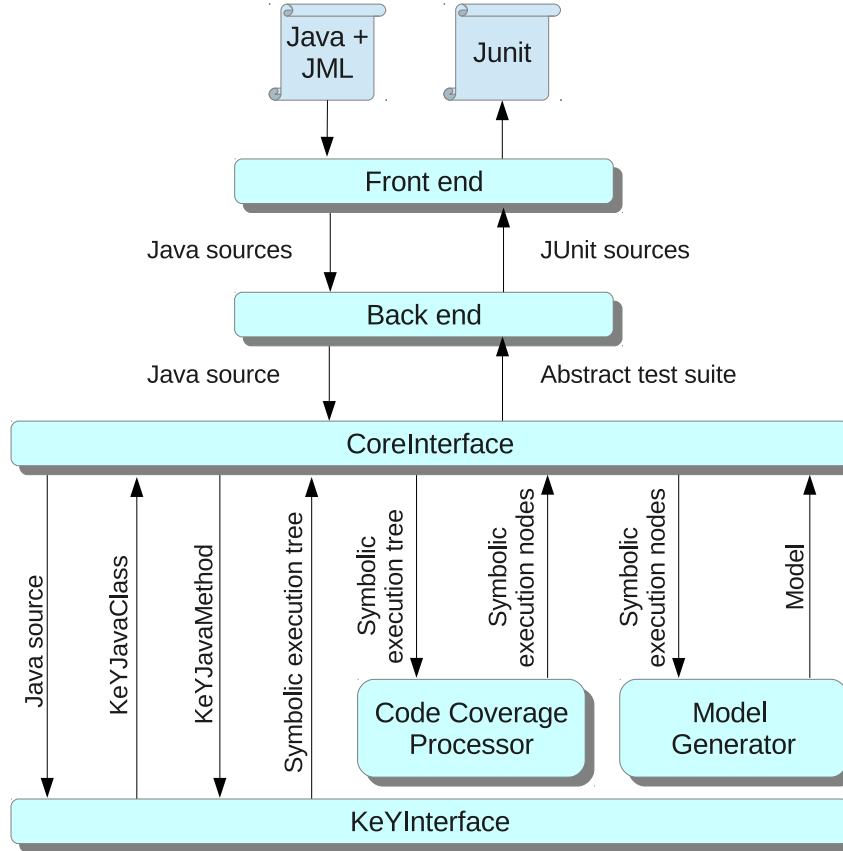 Java +
JML
Junit
Front end
Java sources
JUnit sources
Back end
Java source
Abstract test suite
CoreInterface
Java source
KeYJavaClass
KeYJavaMethod
Symbolic execution tree
Symbolic
execution tree
Symbolic
execution nodes
Symbolic
execution nodes
Model
Code Coverage
Processor
Model
Generator
KeYInterface